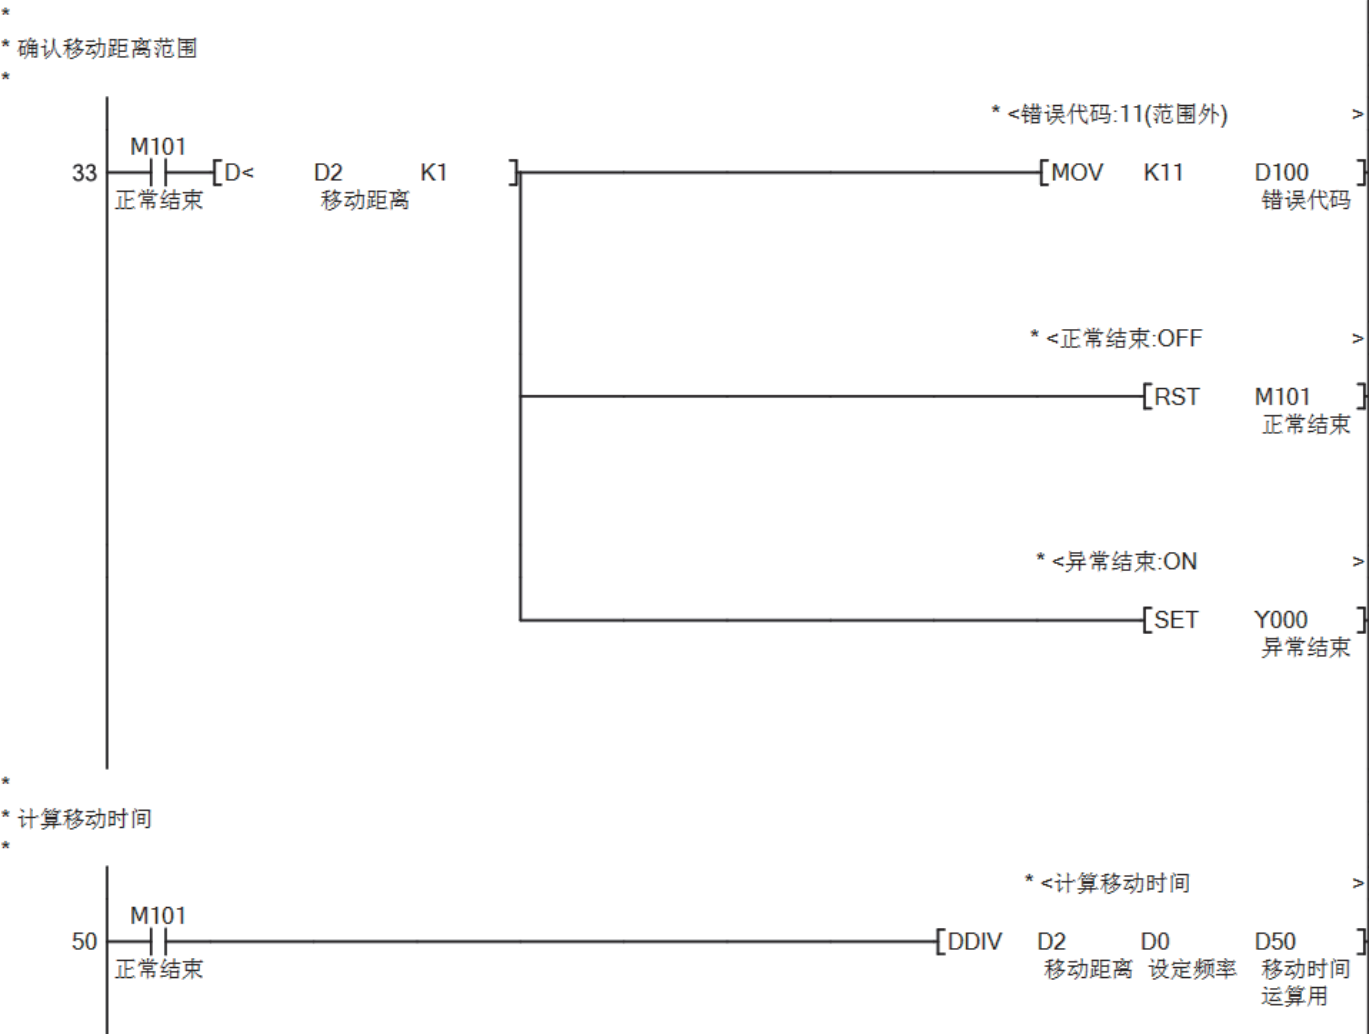 *
* 确认移动距离范围
*
* <错误代码:11(范围外) >
M101
33 [D< D2 K1 ] [MOV K11 D100 ]
正常结束 移动距离 错误代码
* <正常结束:OFF >
[RST M101 ]
正常结束
* <异常结束:ON >
[SET Y000 ]
异常结束
*
* 计算移动时间
*
* <计算移动时间 >
M101
50 [DDIV D2 D0 D50 ]
正常结束 移动距离 设定频率 移动时间
运算用